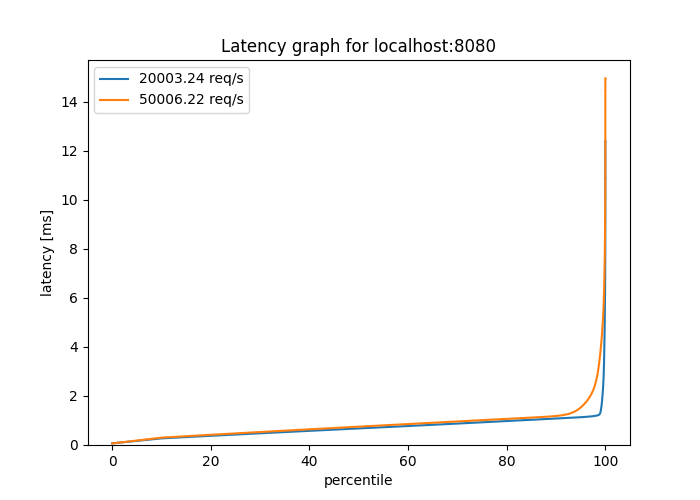 Latency graph for localhost:8080
20003.24 req/s
50006.22 req/s
latency [ms]
14
12
10
8
6
4
2
0
0 20 40 60 80 100
percentile